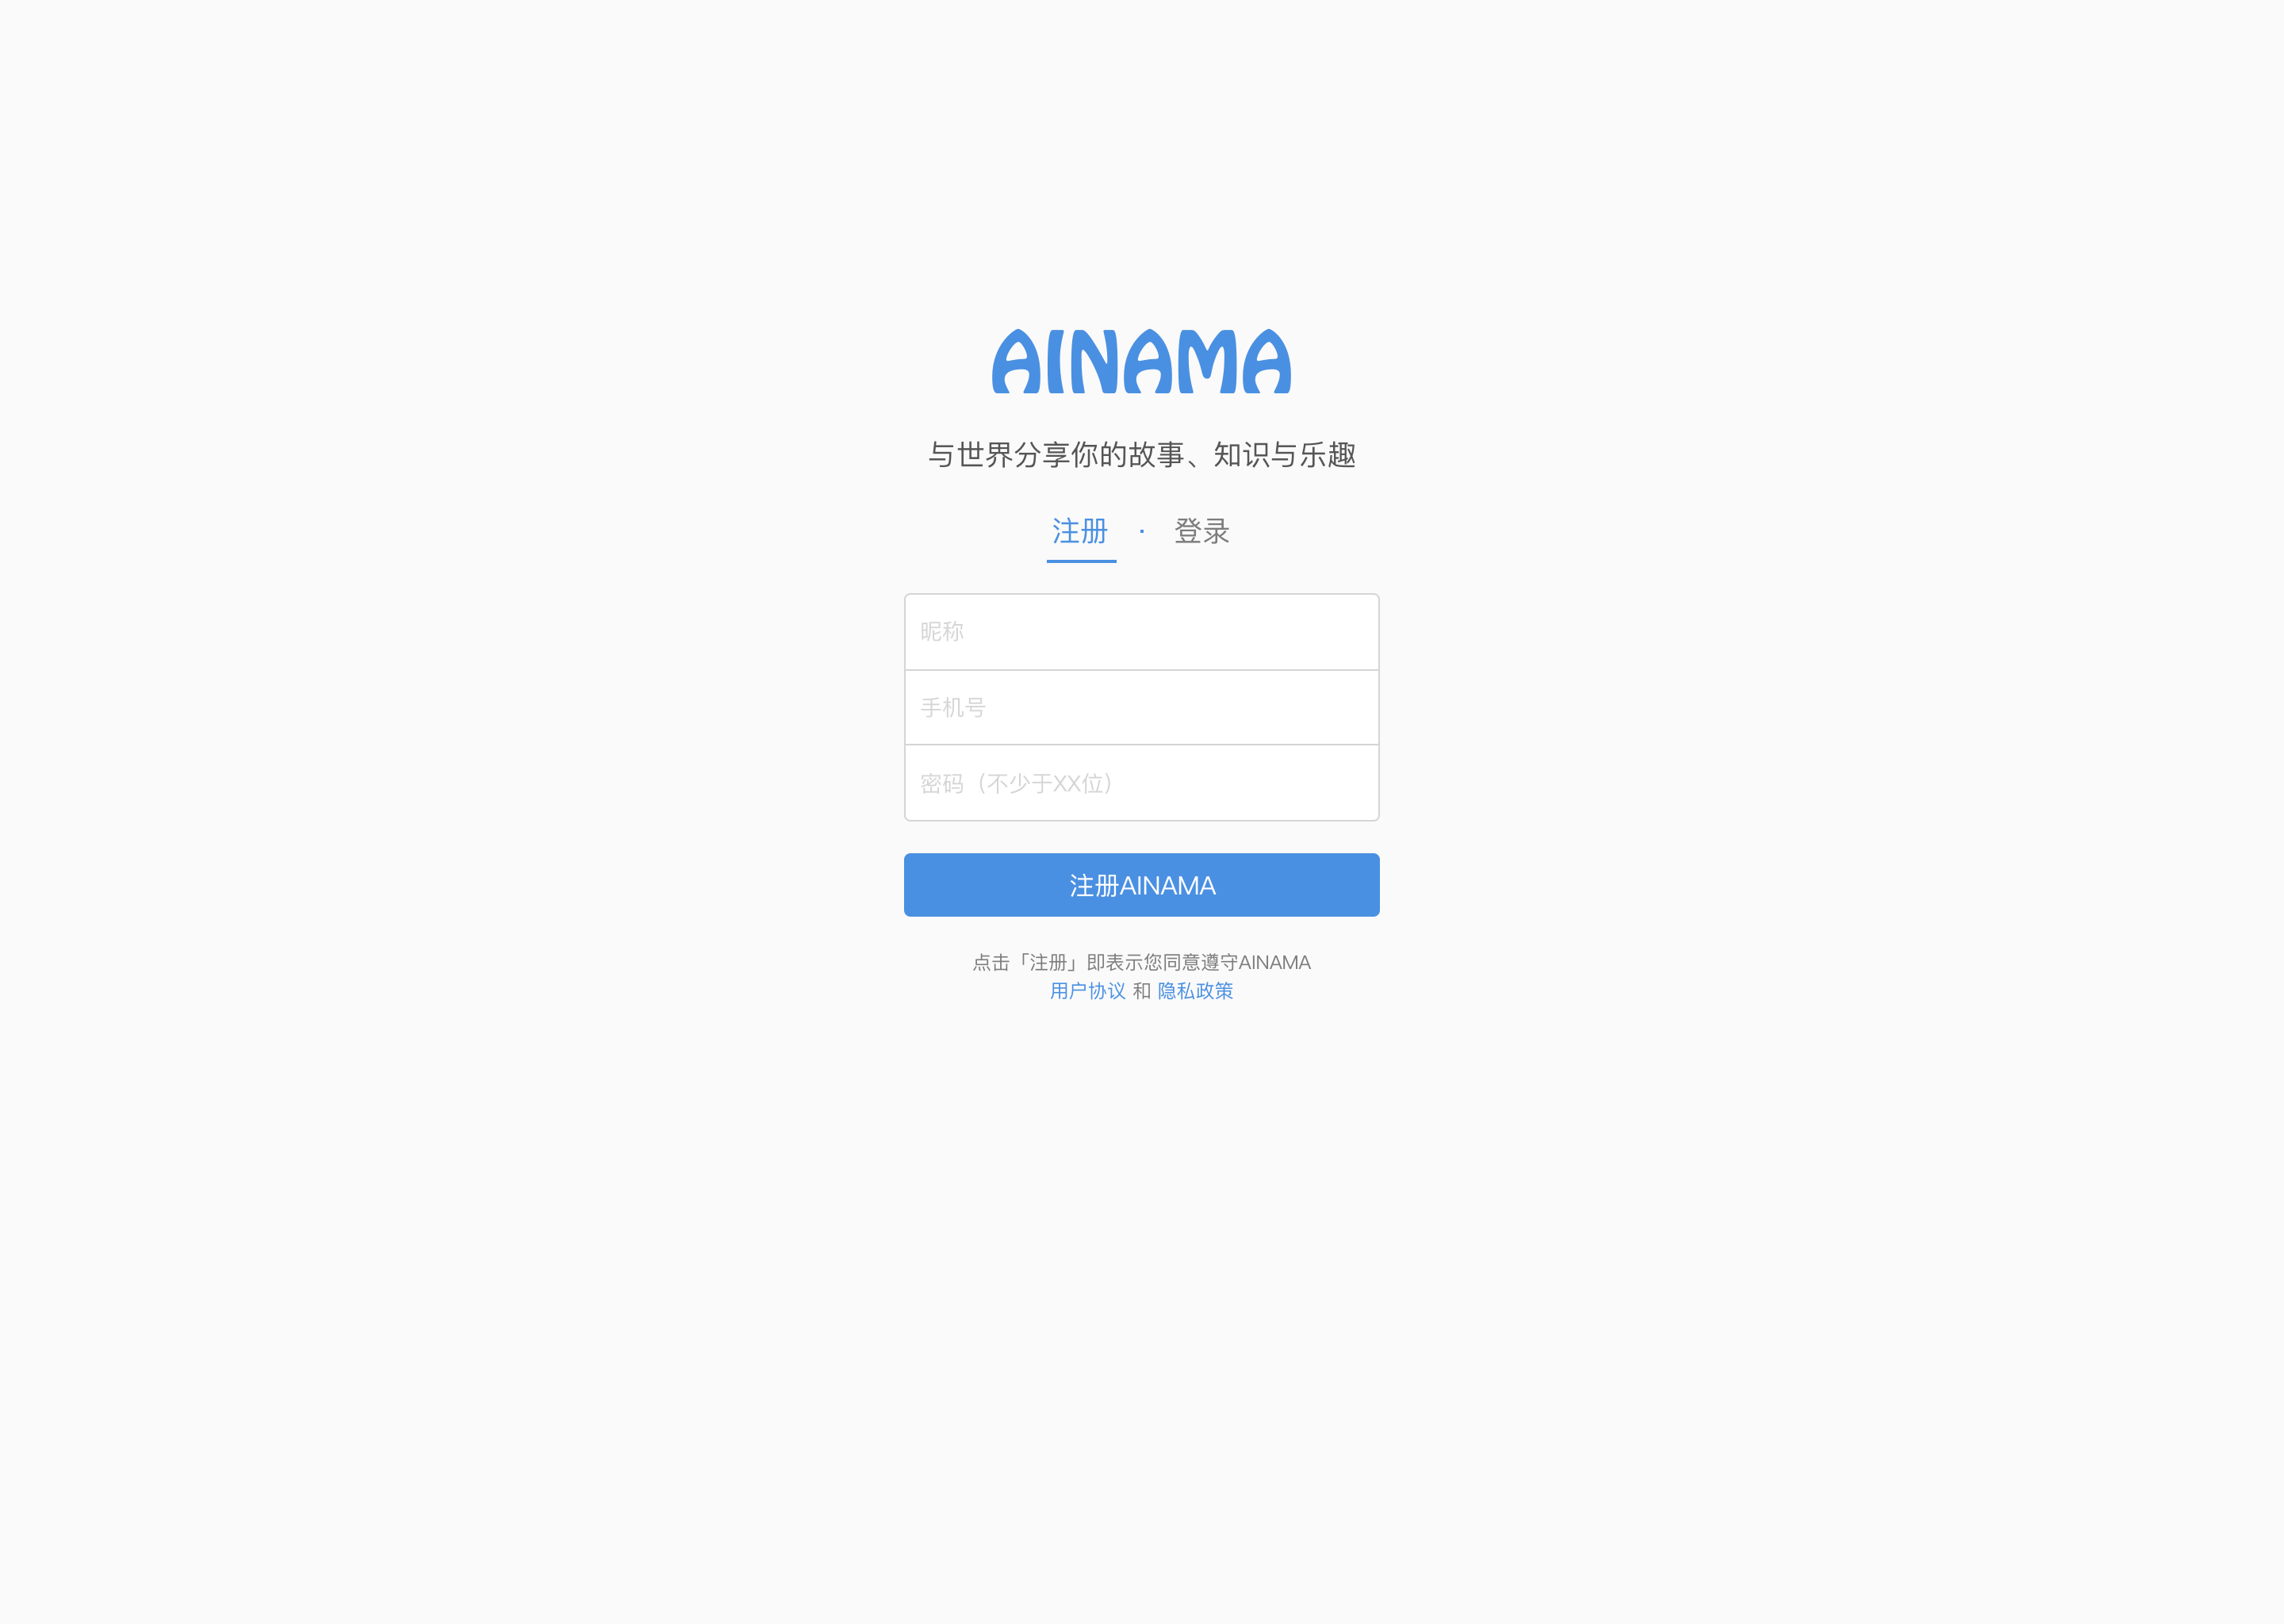 AINAMA
与世界分享你的故事、知识与乐趣
注册 · 登录
昵称
手机号
密码（不少于XX位）
注册AINAMA
点击「注册」即表示您同意遵守AINAMA
用户协议 和 隐私政策